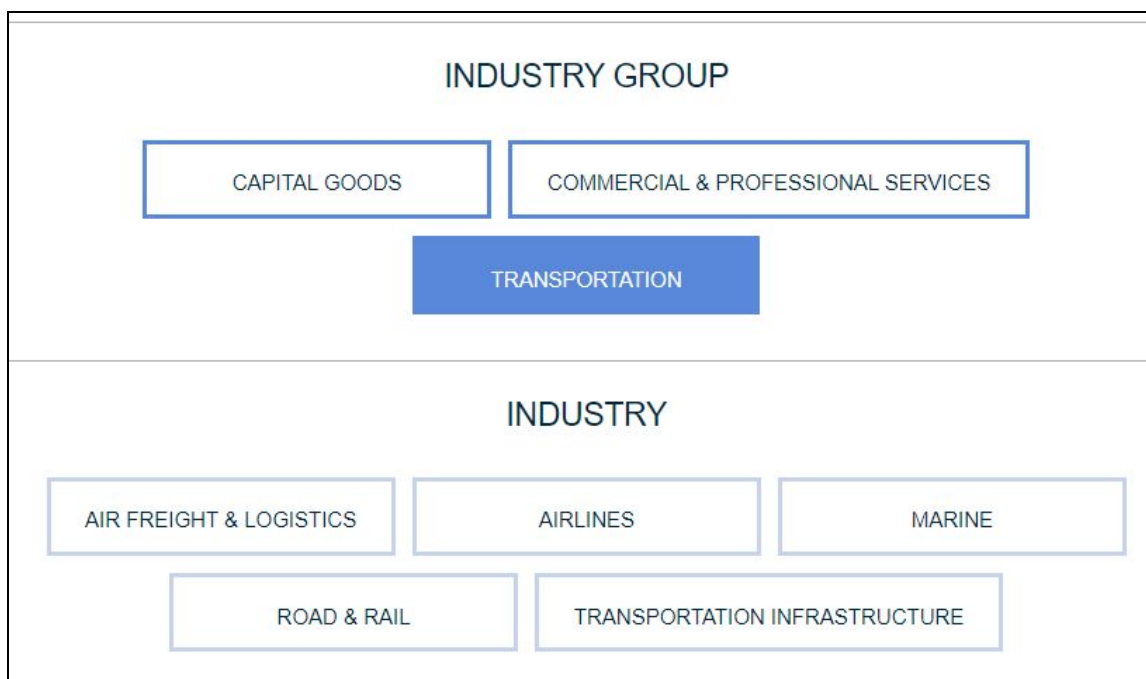 INDUSTRY GROUP
CAPITAL GOODS
COMMERCIAL & PROFESSIONAL SERVICES
TRANSPORTATION
INDUSTRY
AIR FREIGHT & LOGISTICS
AIRLINES
MARINE
ROAD & RAIL
TRANSPORTATION INFRASTRUCTURE